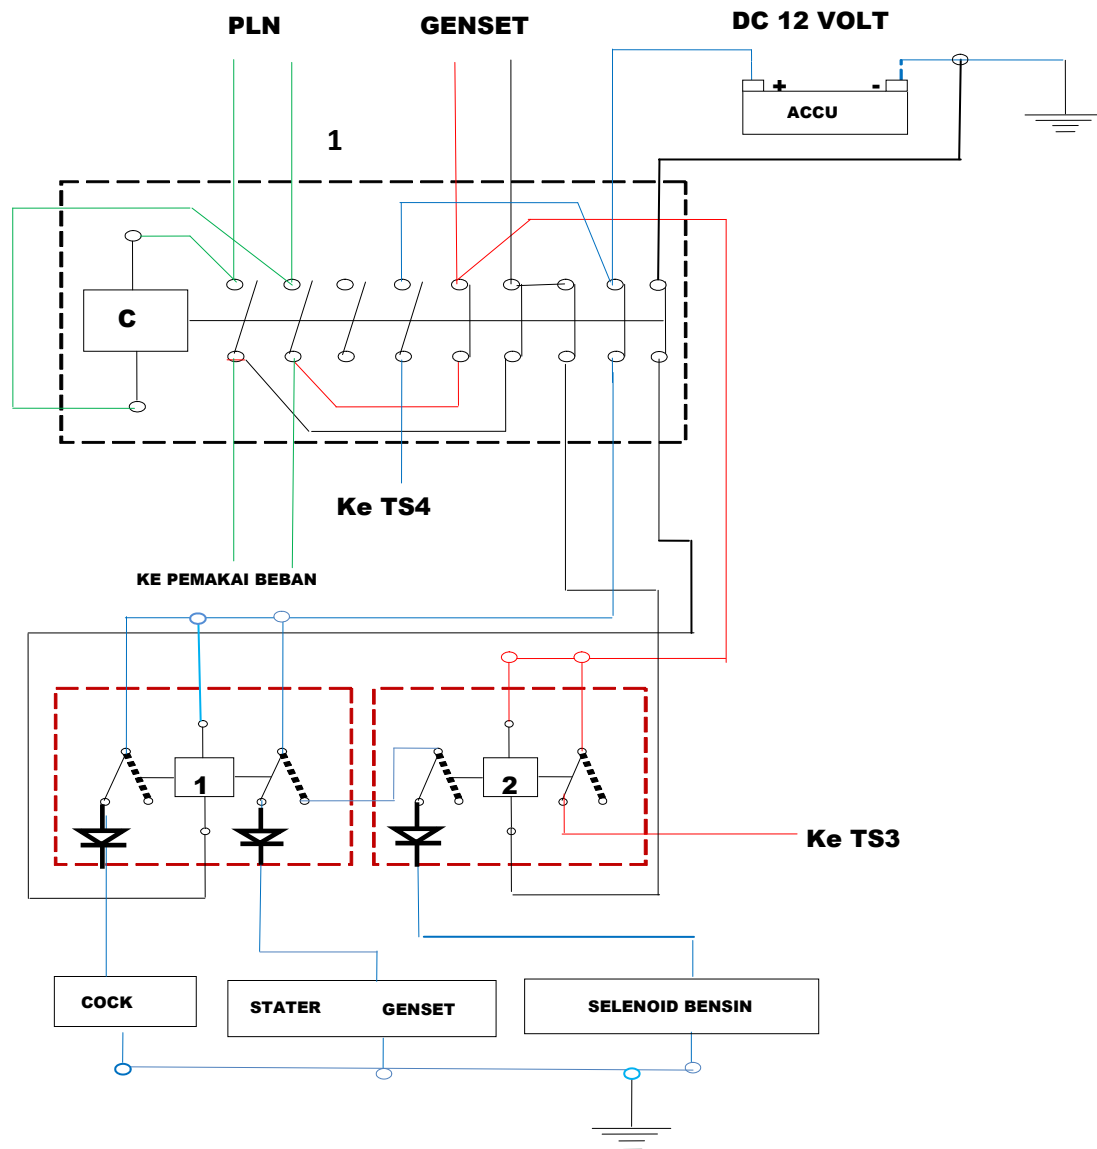 PLN
GENSET
DC 12 VOLT
+
-
ACCU
1
C
Ke TS4
KE PEMAKAI BEBAN
1
2
Ke TS3
COCK
STATER GENSET
SELENOID BENSIN